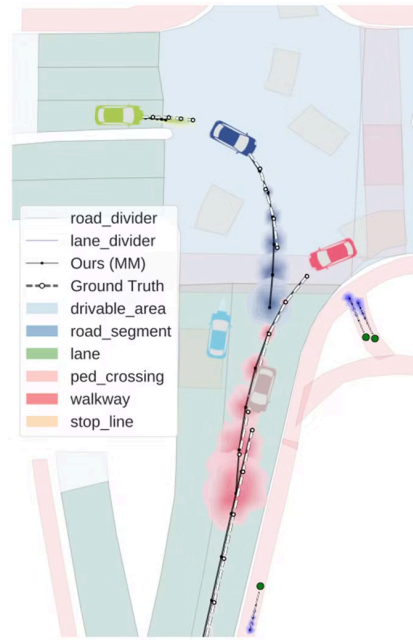 road_divider
lane_divider
Ours (MM)
Ground Truth
drivable_area
road_segment
lane
ped_crossing
walkway
stop_line